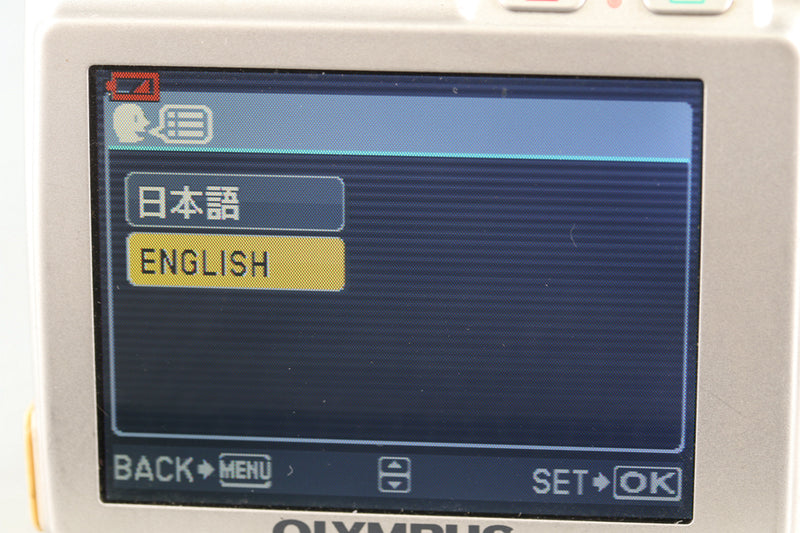 日本語
ENGLISH
BACK MENU SET OK
OLYMPUS